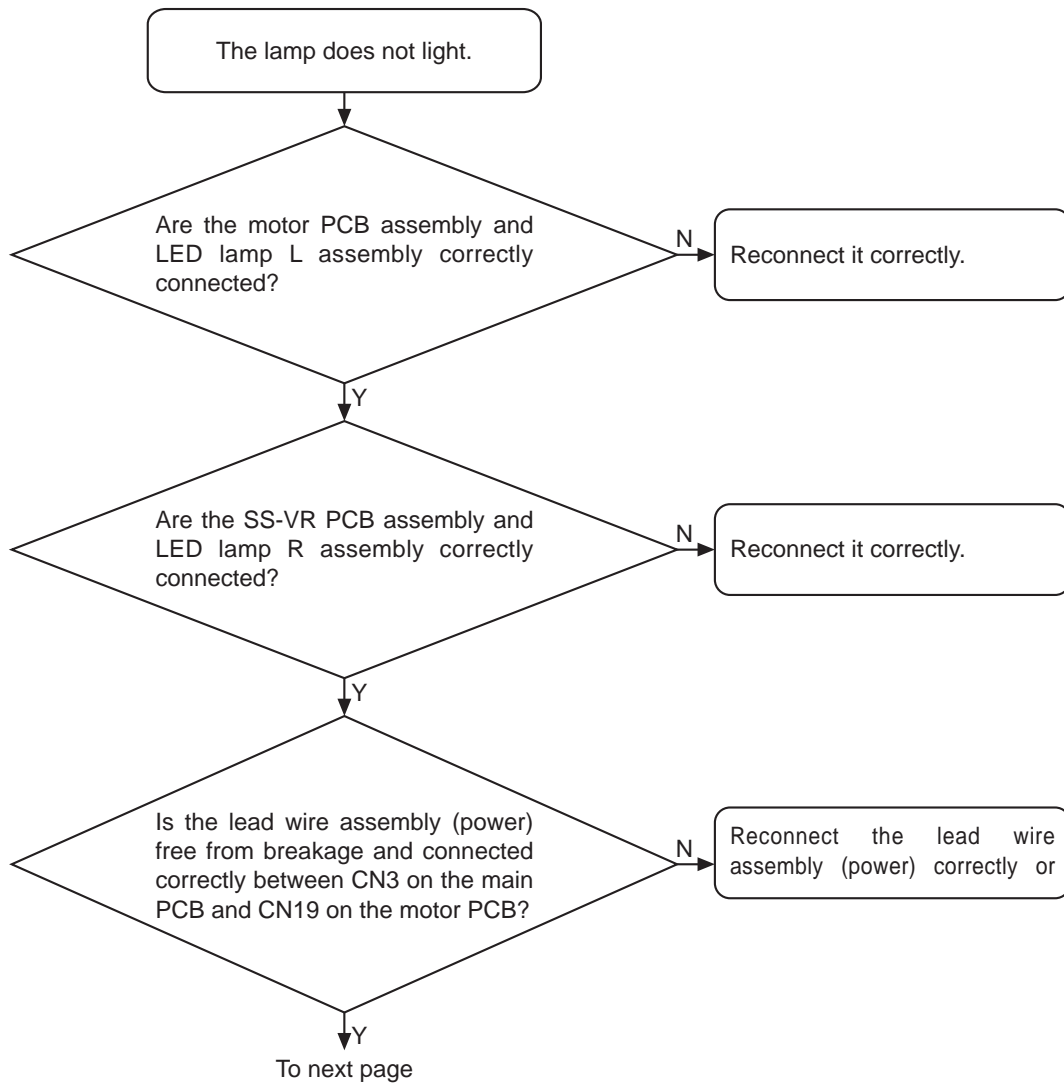 The lamp does not light.
Are the motor PCB assembly and
LED lamp L assembly correctly
connected?
N
Reconnect it correctly.
Y
Are the SS-VR PCB assembly and
LED lamp R assembly correctly
connected?
N
Reconnect it correctly.
Y
Is the lead wire assembly (power)
free from breakage and connected
correctly between CN3 on the main
PCB and CN19 on the motor PCB?
N
Reconnect the lead wire
assembly (power) correctly or
Y
To next page